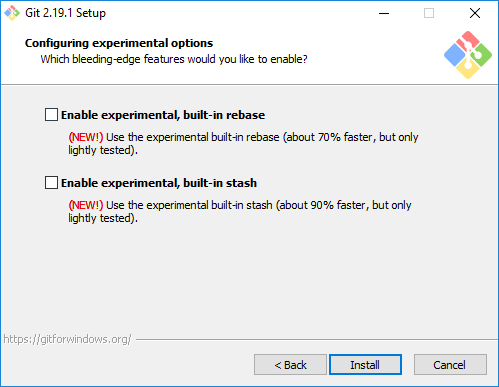 Git 2.19.1 Setup
Configuring experimental options
Which bleeding-edge features would you like to enable?
Enable experimental, built-in rebase
(NEW!) Use the experimental built-in rebase (about 70% faster, but only
lightly tested).
Enable experimental, built-in stash
(NEW!) Use the experimental built-in stash (about 90% faster, but only
lightly tested).
https://gitforwindows.org/
< Back
Install
Cancel